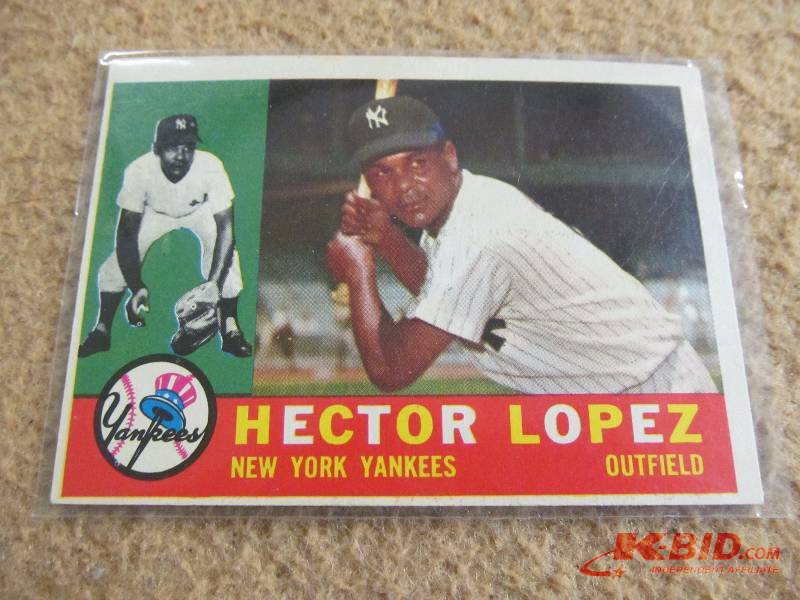 NY
NY
Yankees
HECTOR LOPEZ
NEW YORK YANKEES OUTFIELD
K-BID.COM
INDEPENDENT AFFILIATE